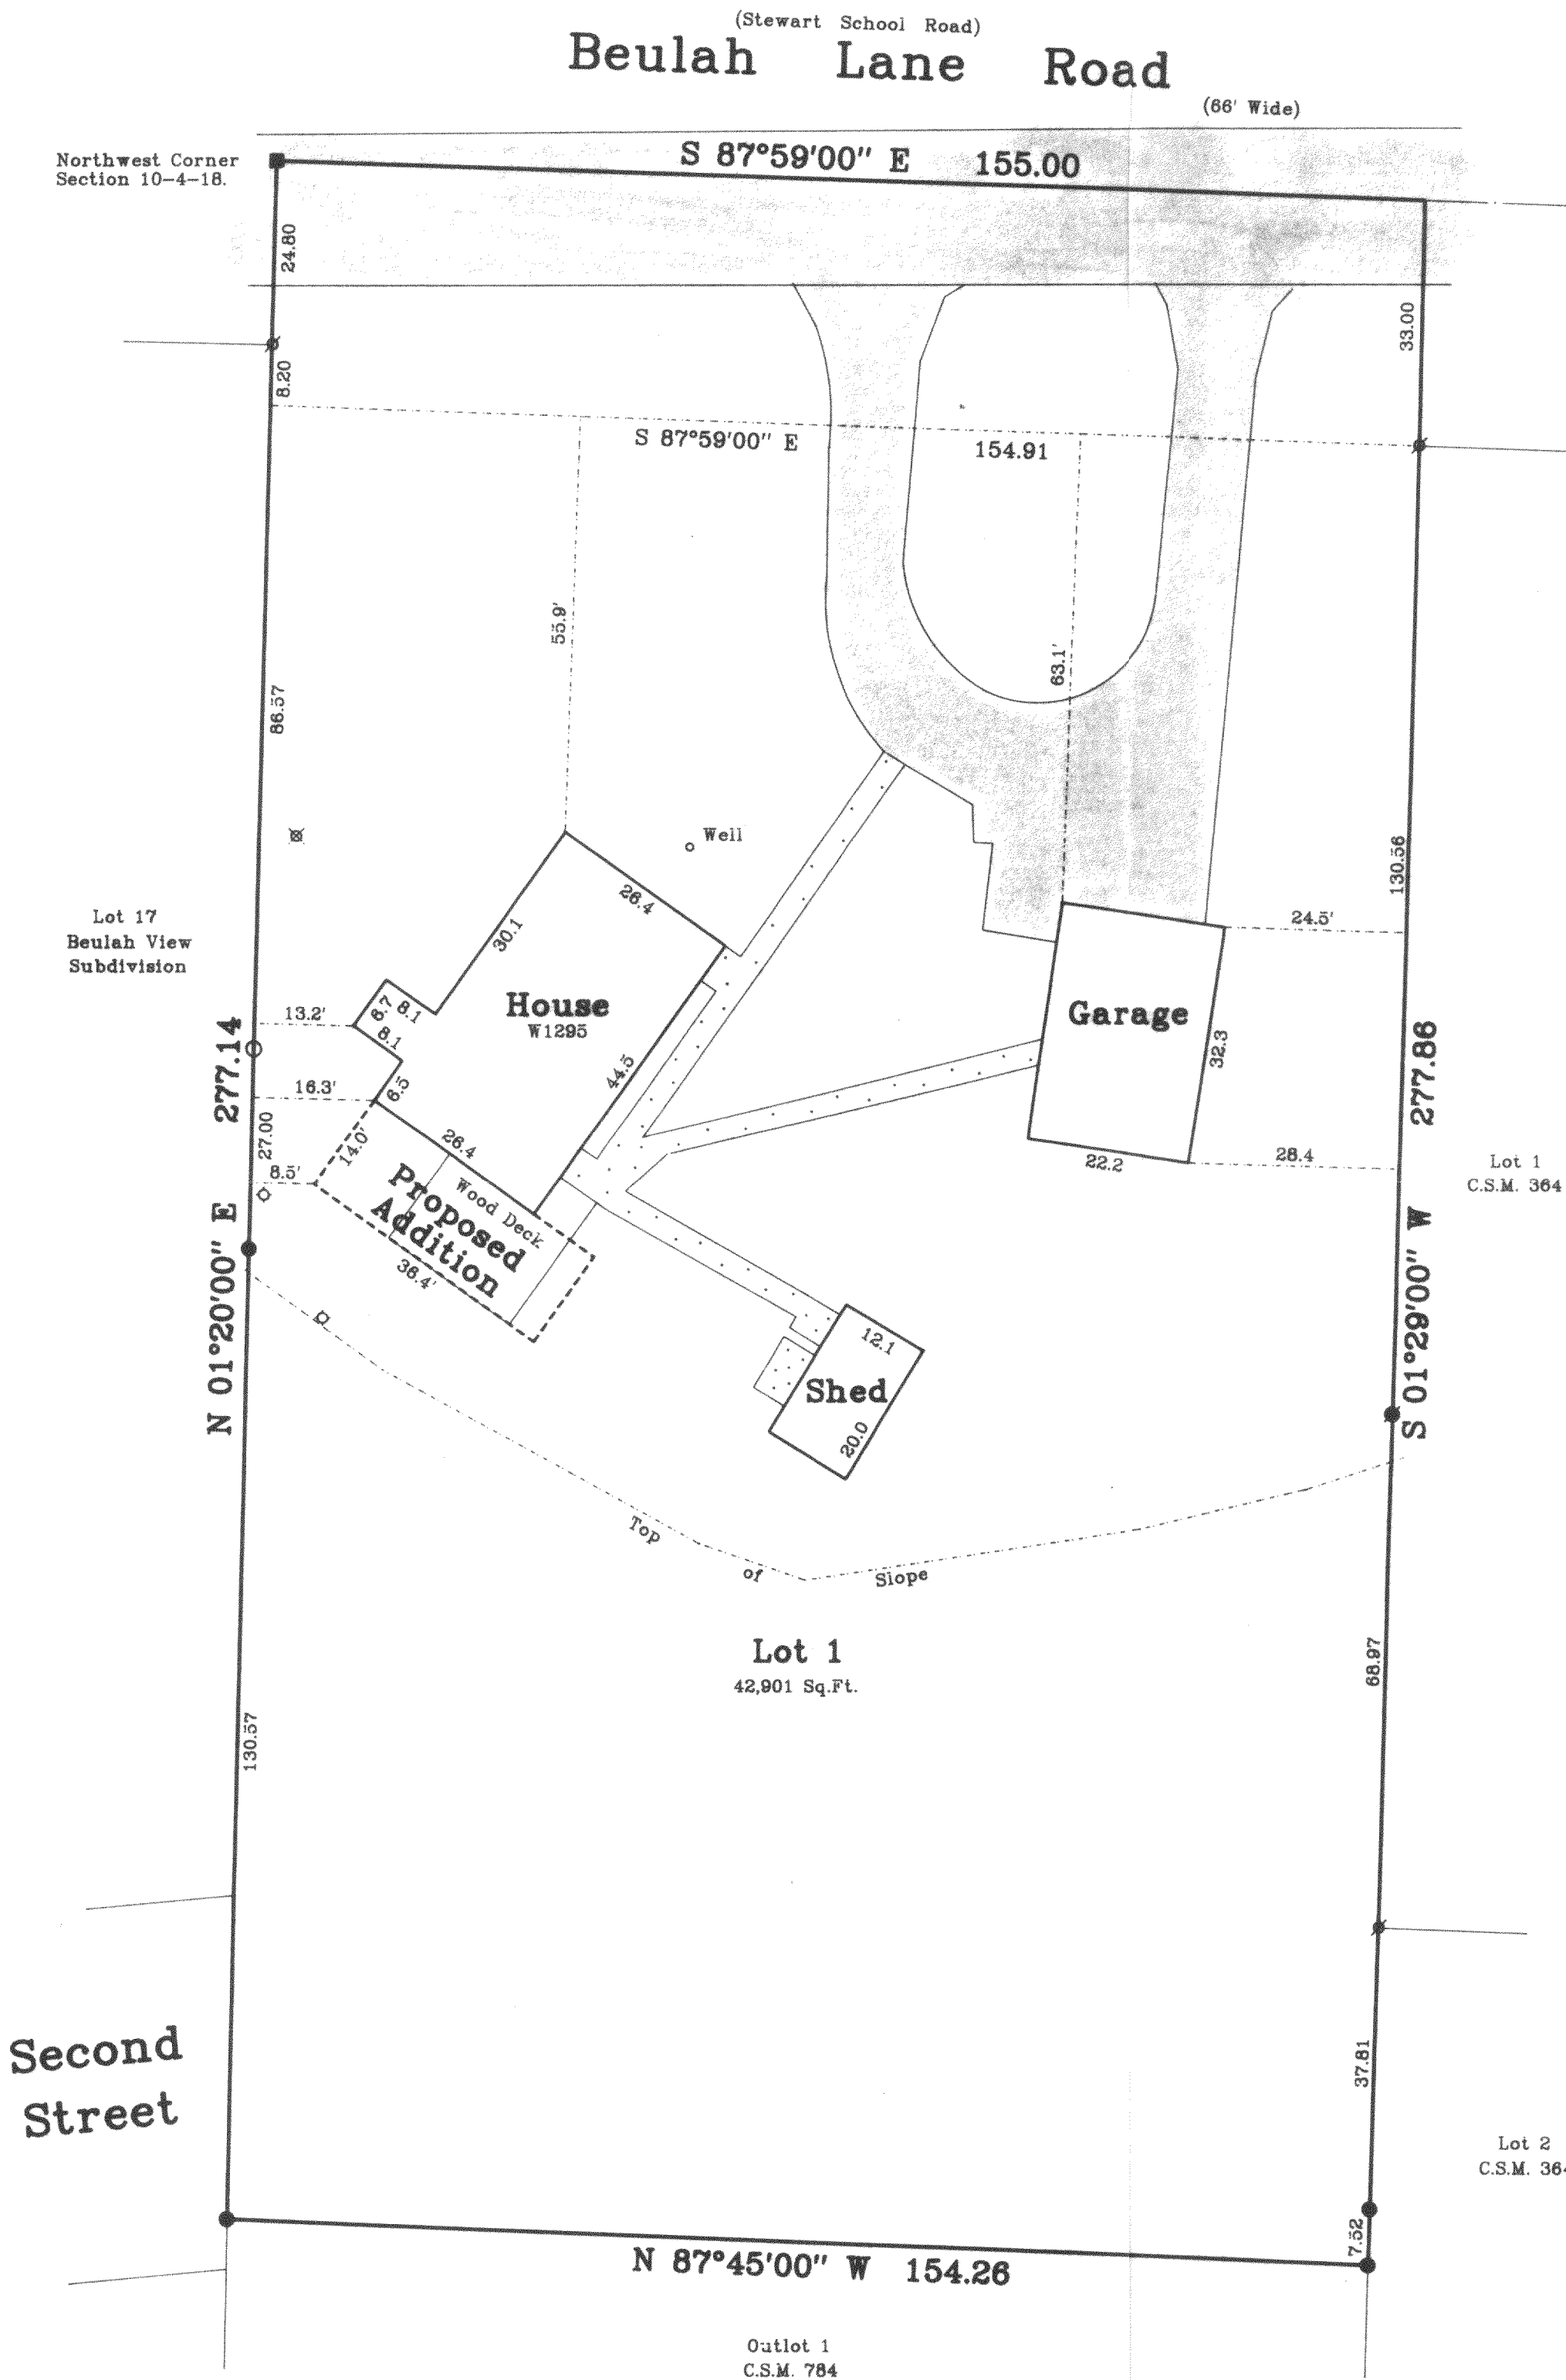 (Stewart School Road)
Beulah Lane Road
(66' Wide)
Northwest Corner
Section 10-4-18.
S 87°59'00" E 155.00
24.80
33.00
8.20
S 87°59'00" E 154.91
55.9'
63.1'
86.57
130.56
Well
Lot 17
Beulah View
Subdivision
26.4
30.1
24.5'
House
W1295
Garage
6.7
8.1
13.2'
8.1
44.5
32.3
277.14
277.86
16.3'
6.5
27.00
14.0'
26.4
22.2
28.4
Lot 1
C.S.M. 364
8.5'
Wood Deck
Proposed
Addition
36.4'
N 01°20'00" E
S 01°29'00" W
12.1
Shed
20.0
Top of Slope
Lot 1
42,901 Sq.Ft.
68.97
130.57
Second
Street
37.81
Lot 2
C.S.M. 364
7.52
N 87°45'00" W 154.26
Outlot 1
C.S.M. 784